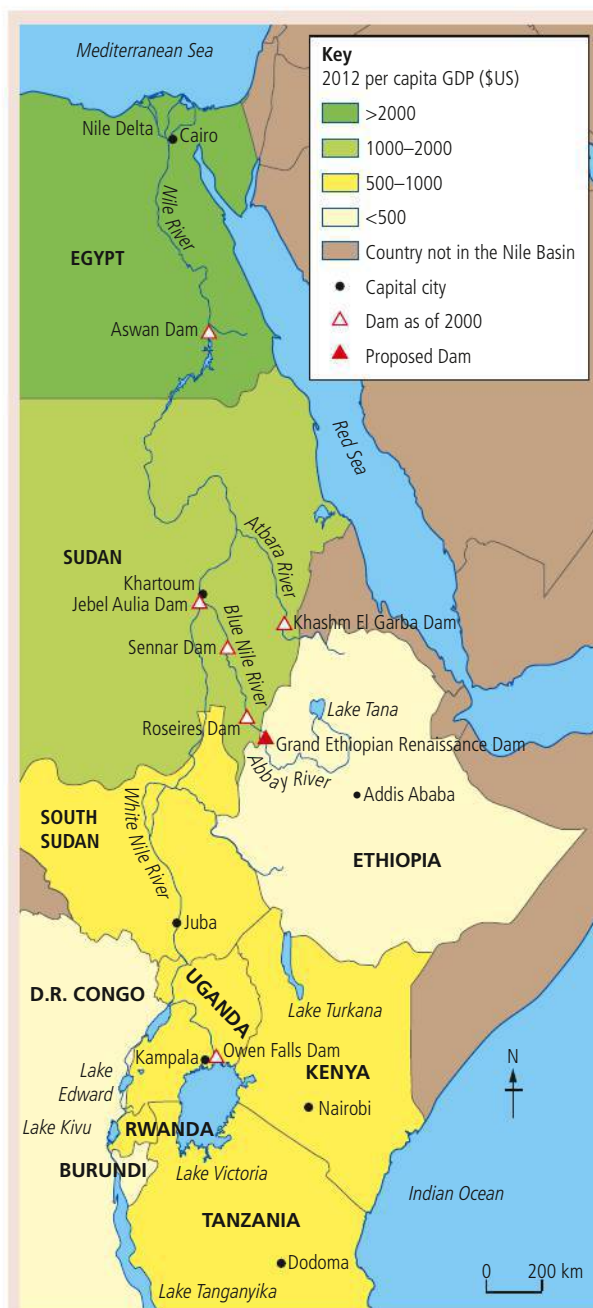 Mediterranean Sea
Key
2012 per capita GDP ($US)
>2000
1000–2000
500–1000
<500
Country not in the Nile Basin
Capital city
Dam as of 2000
Proposed Dam
Nile Delta
Cairo
Nile River
EGYPT
Aswan Dam
Red Sea
Atbara River
SUDAN
Khartoum
Jebel Aulia Dam
Blue Nile River
Khashm El Garba Dam
Sennar Dam
Lake Tana
Roseires Dam
Grand Ethiopian Renaissance Dam
Abbay River
Addis Ababa
SOUTH
SUDAN
White Nile River
ETHIOPIA
Juba
D.R. CONGO
UGANDA
Lake Turkana
Kampala
Owen Falls Dam
Lake
Edward
KENYA
Nairobi
N
Lake Kivu
RWANDA
BURUNDI
Lake Victoria
Indian Ocean
TANZANIA
Dodoma
0 200 km
Lake Tanganyika